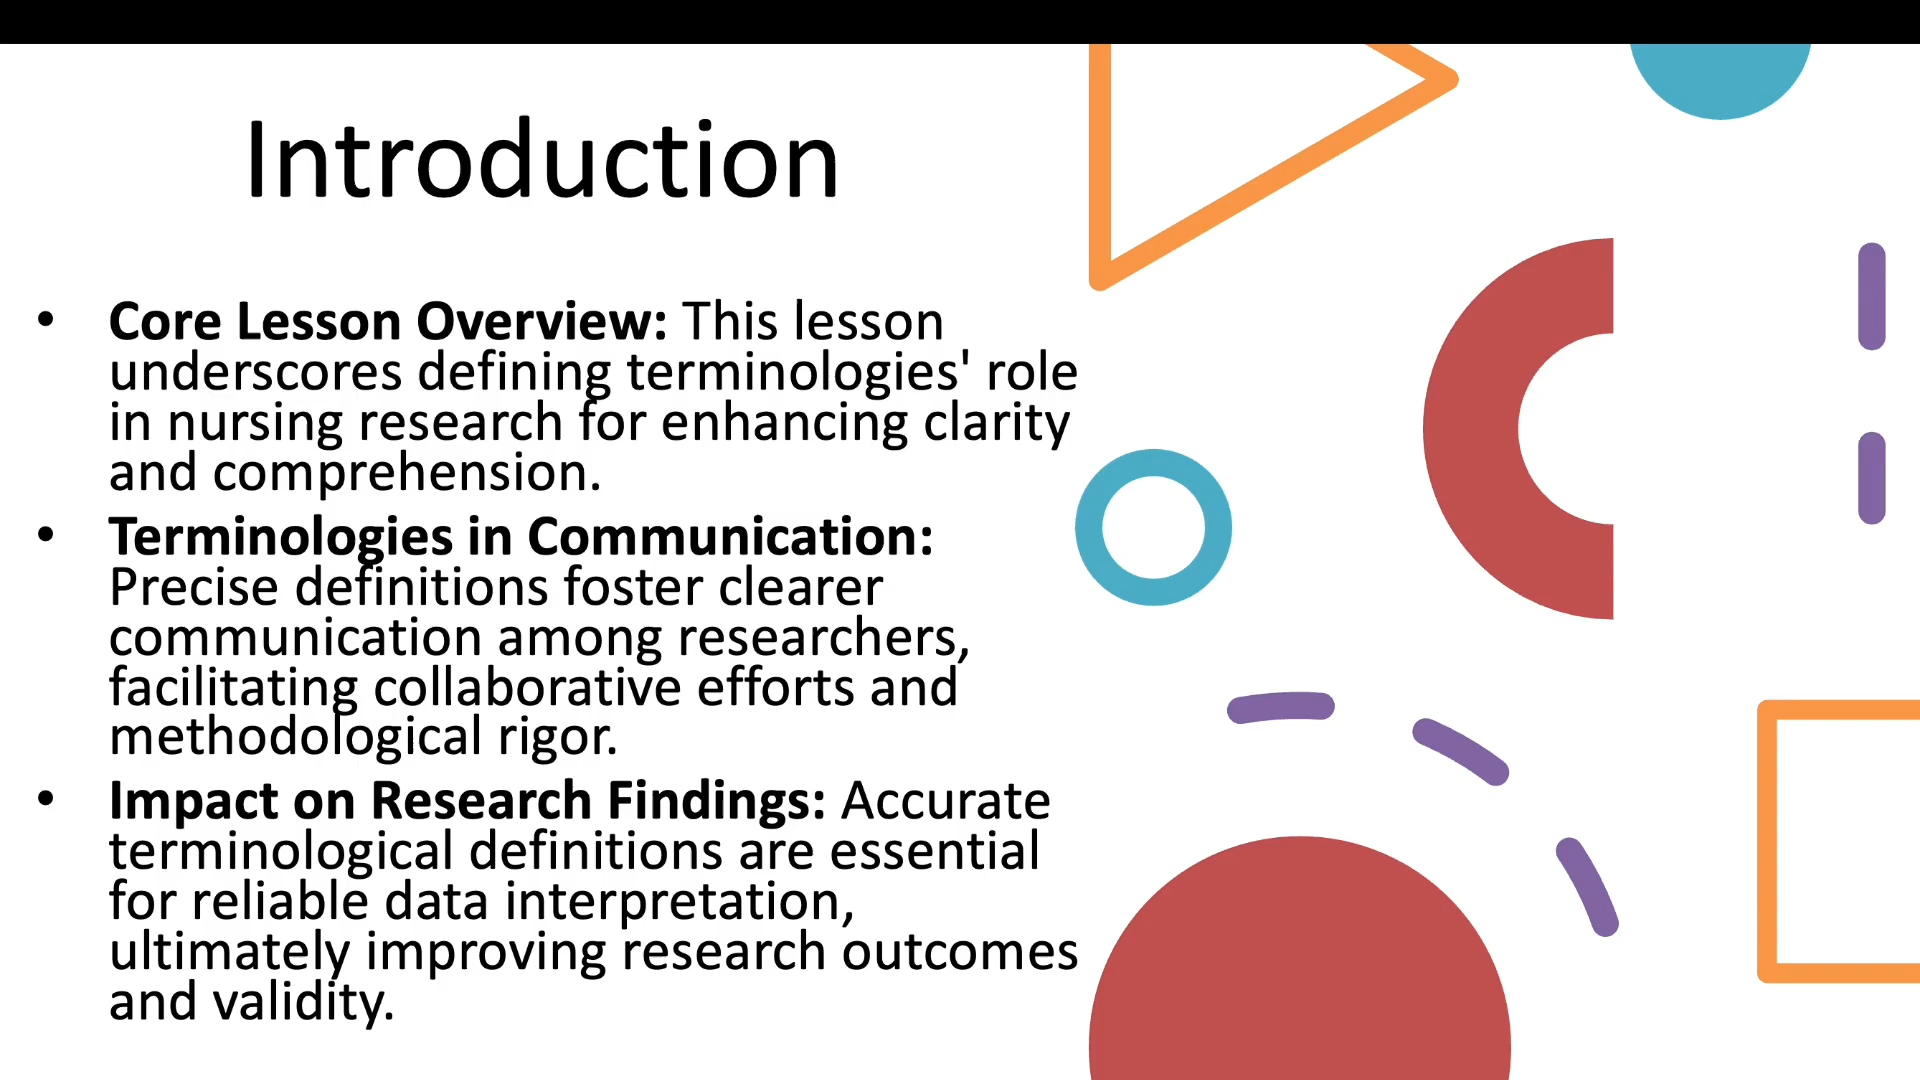 Introduction
• Core Lesson Overview: This lesson
underscores defining terminologies' role
in nursing research for enhancing clarity
and comprehension.
• Terminologies in Communication:
Precise definitions foster clearer
communication among researchers,
facilitating collaborative efforts and
methodological rigor.
• Impact on Research Findings: Accurate
terminological definitions are essential
for reliable data interpretation,
ultimately improving research outcomes
and validity.